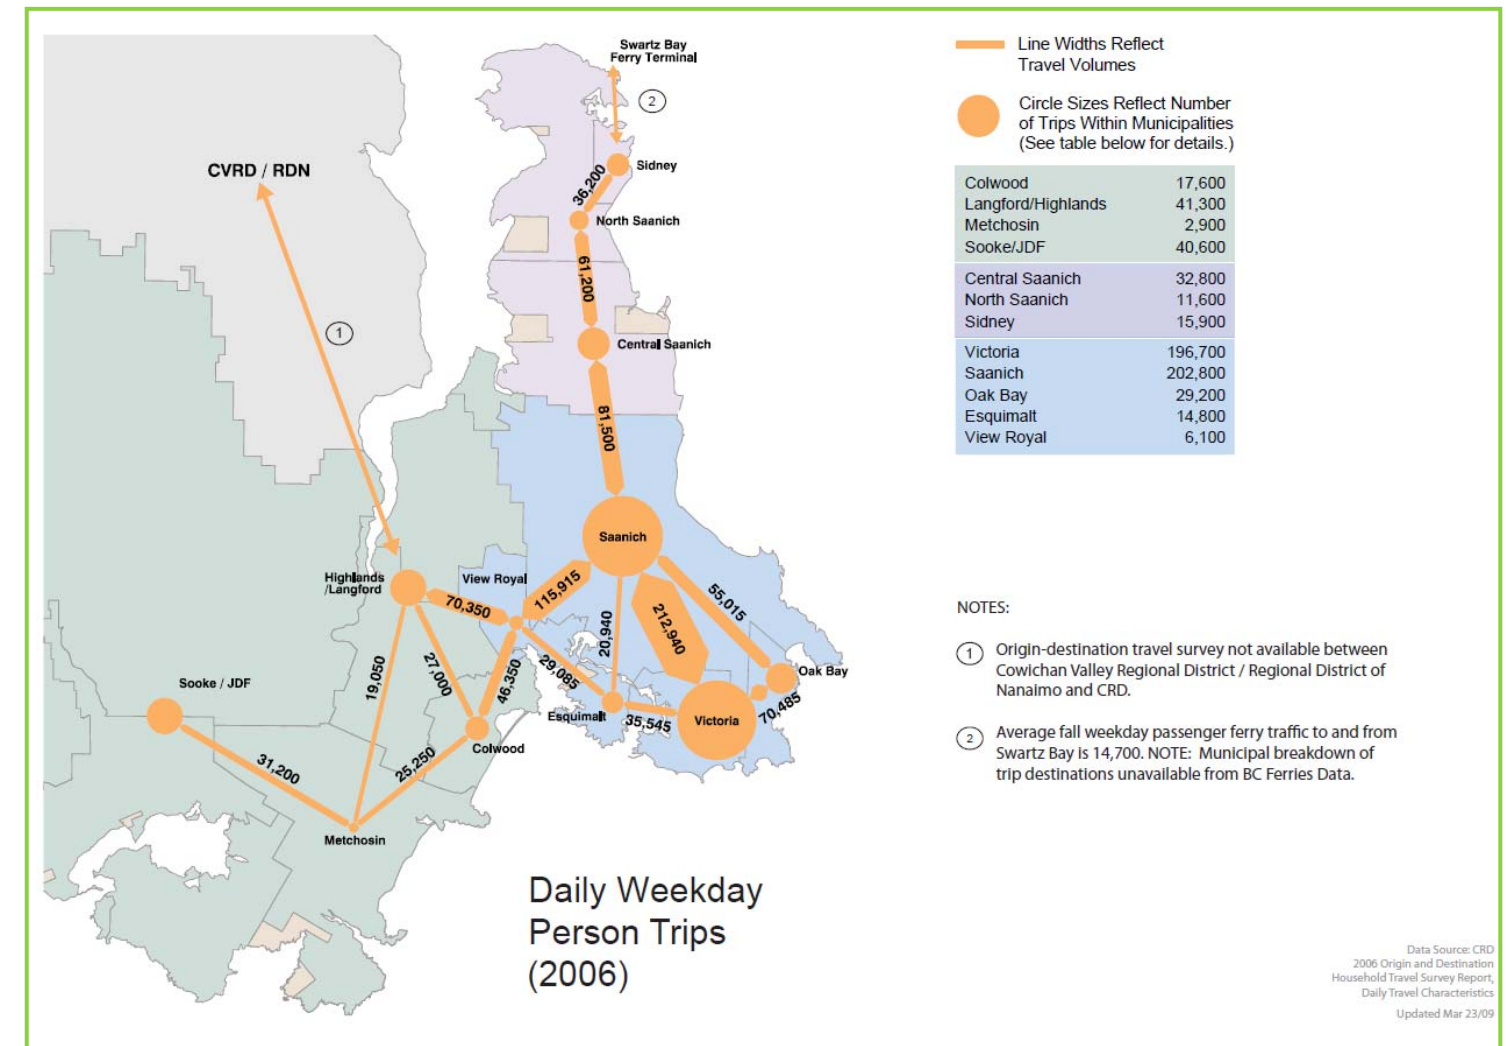 Swartz Bay
Ferry Terminal
2
CVRD / RDN
Sidney
36,200
North Saanich
61,200
1
Central Saanich
81,500
Saanich
Highlands
/Langford
View Royal
115,915
70,350
55,015
212,940
20,940
19,050
27,000
46,350
29,085
Oak Bay
Sooke / JDF
70,485
Esquimalt
35,545
Victoria
Colwood
31,200
25,250
Metchosin
Daily Weekday
Person Trips
(2006)
Line Widths Reflect
Travel Volumes
Circle Sizes Reflect Number
of Trips Within Municipalities
(See table below for details.)
Colwood 17,600
Langford/Highlands 41,300
Metchosin 2,900
Sooke/JDF 40,600
Central Saanich 32,800
North Saanich 11,600
Sidney 15,900
Victoria 196,700
Saanich 202,800
Oak Bay 29,200
Esquimalt 14,800
View Royal 6,100
NOTES:
1 Origin-destination travel survey not available between
Cowichan Valley Regional District / Regional District of
Nanaimo and CRD.
2 Average fall weekday passenger ferry traffic to and from
Swartz Bay is 14,700. NOTE: Municipal breakdown of
trip destinations unavailable from BC Ferries Data.
Data Source: CRD
2006 Origin and Destination
Household Travel Survey Report,
Daily Travel Characteristics
Updated Mar 23/09